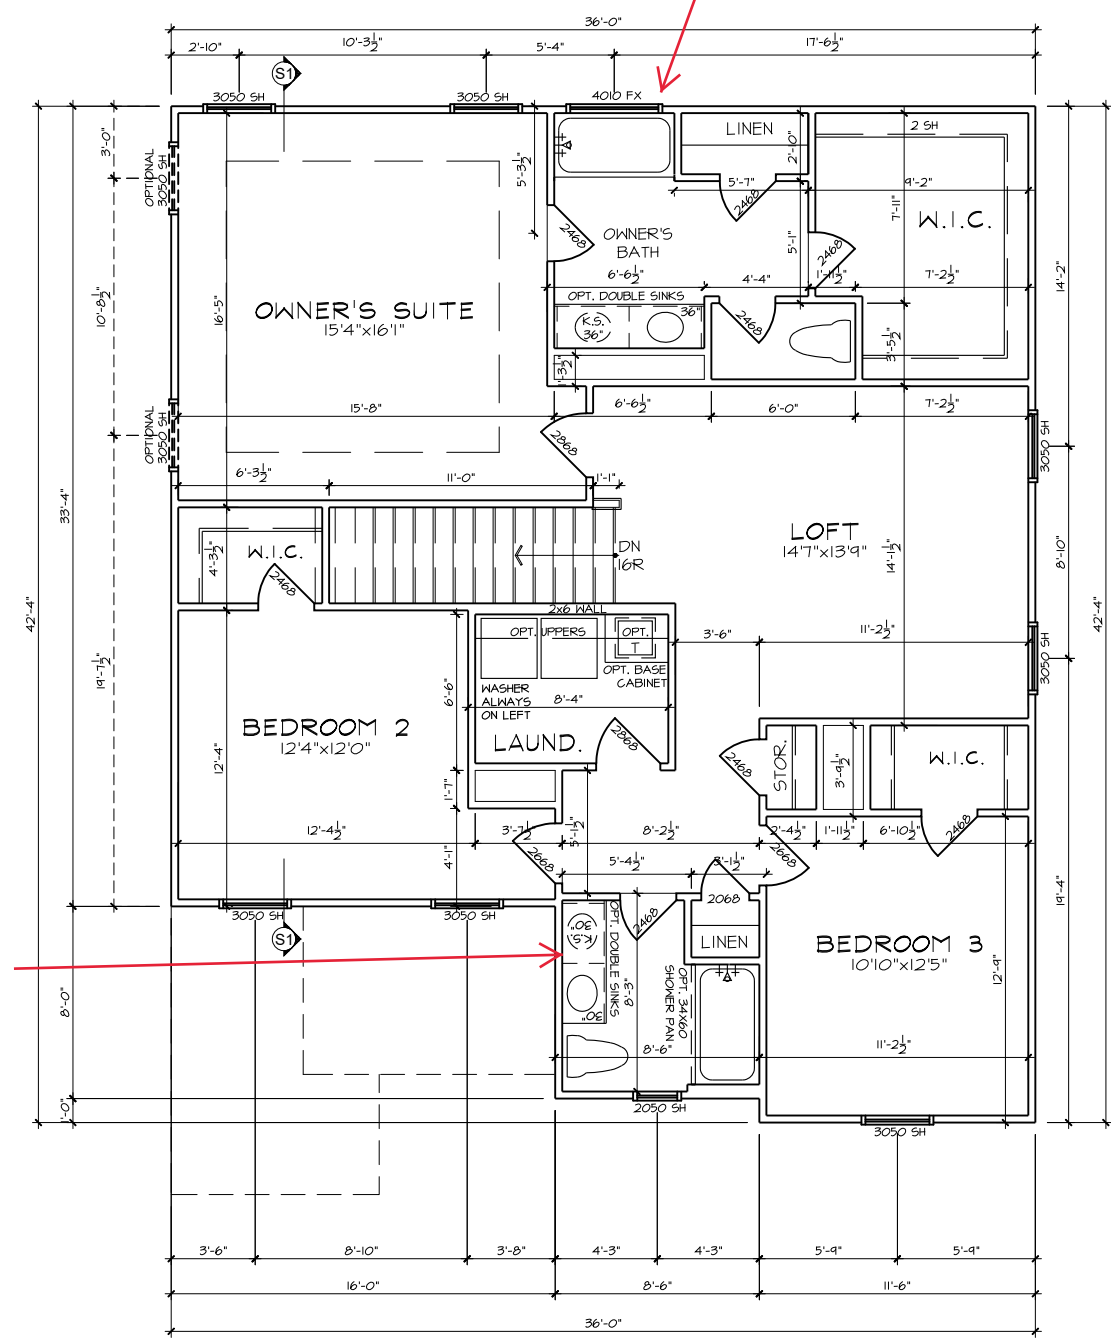 36'-0"
2'-10"
10'-3½"
5'-4"
17'-6½"
S1
3050 SH
3050 SH
4010 FX
3'-0"
OPTIONAL
3050 SH
5'-3½"
LINEN
2'-10"
2 SH
5'-7"
9'-2"
2468
2468
7'-11"
W.I.C.
OWNER'S
BATH
5'-1"
2468
6'-6½"
4'-4"
1'-11½"
7'-2½"
14'-2"
10'-8½"
16'-5"
OWNER'S SUITE
15'4"x16'1"
OPT. DOUBLE SINKS
K.S.
36"
36"
2468
3'-5½"
1'-3½"
15'-8"
6'-6½"
6'-0"
7'-2½"
OPTIONAL
3050 SH
2868
3050 SH
6'-3½"
11'-0"
1'-1"
33'-4"
LOFT
14'7"x13'9"
14'-1½"
8'-10"
W.I.C.
4'-3½"
2468
DN
16R
42'-4"
42'-4"
2x6 WALL
OPT. UPPERS
OPT.
T
3'-6"
11'-2½"
3050 SH
OPT. BASE
CABINET
19'-7½"
6'-6"
WASHER
ALWAYS
ON LEFT
8'-4"
BEDROOM 2
12'4"x12'0"
12'-4"
LAUND.
2868
2468
STOR.
3'-9½"
W.I.C.
1'-7"
12'-4½"
3'-7½"
5'-1½"
8'-2½"
2'-4½"
1'-11½"
6'-10½"
2468
4'-1"
2668
5'-4½"
3'-1½"
2668
2068
19'-4"
3050 SH
3050 SH
S1
K.S.
30"
OPT. DOUBLE SINKS
2468
LINEN
BEDROOM 3
10'10"x12'5"
12'-9"
8'-0"
30"
8'-3"
OPT. 34X60
SHOWER PAN
8'-6"
11'-2½"
1'-0"
2050 SH
3050 SH
3'-6"
8'-10"
3'-8"
4'-3"
4'-3"
5'-9"
5'-9"
16'-0"
8'-6"
11'-6"
36'-0"